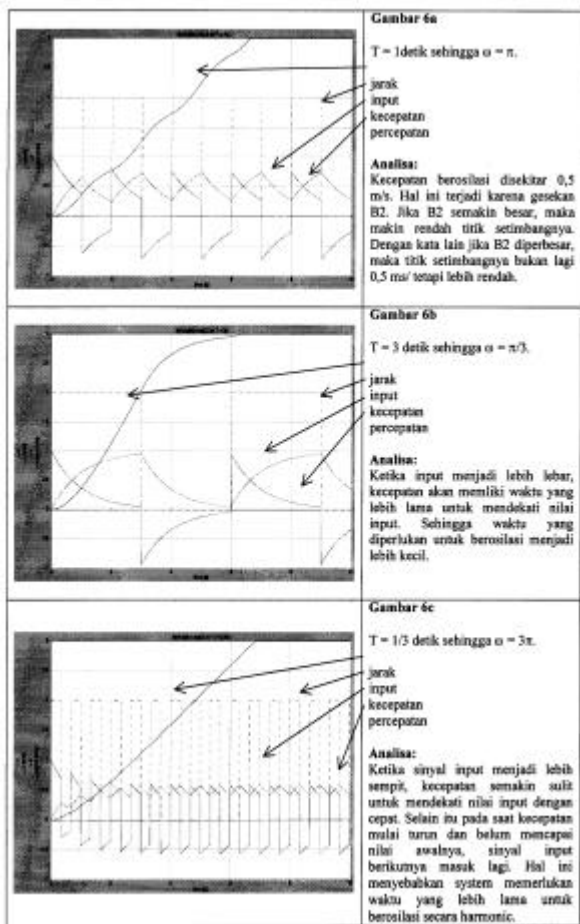 Gambar 6a
T = 1detik sehingga ω = π.
jarak
input
kecepatan
percepatan
Analisa:
Kecepatan berosilasi disekitar 0,5
m/s. Hal ini terjadi karena gesekan
B2. Jika B2 semakin besar, maka
makin rendah titik setimbangnya.
Dengan kata lain jika B2 diperbesar,
maka titik setimbangnya bukan lagi
0,5 ms/ tetapi lebih rendah.
Gambar 6b
T = 3 detik sehingga ω = π/3.
jarak
input
kecepatan
percepatan
Analisa:
Ketika input menjadi lebih lebar,
kecepatan akan memliki waktu yang
lebih lama untuk mendekati nilai
input. Sehingga waktu yang
diperlukan untuk berosilasi menjadi
lebih kecil.
Gambar 6c
T = 1/3 detik sehingga ω = 3π.
jarak
input
kecepatan
percepatan
Analisa:
Ketika sinyal input menjadi lebih
sempit, kecepatan semakin sulit
untuk mendekati nilai input dengan
cepat. Selain itu pada saat kecepatan
mulai turun dan belum mencapai
nilai awalnya, sinyal input
berikutnya masuk lagi. Hal ini
menyebabkan system memerlukan
waktu yang lebih lama untuk
berosilasi secara harmonic.